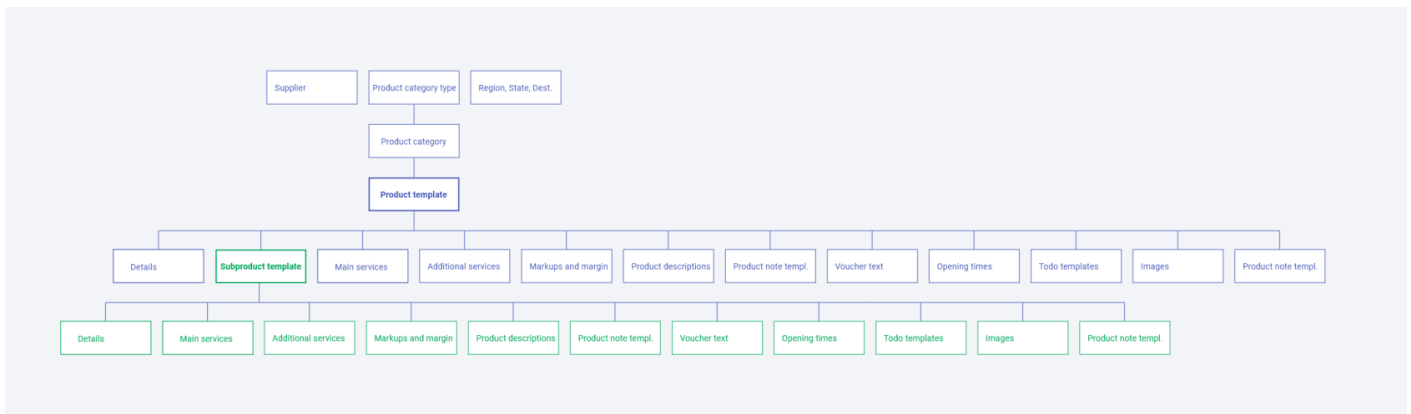 Supplier
Product category type
Region, State, Dest.
Product category
Product template
Details
Subproduct template
Main services
Additional services
Markups and margin
Product descriptions
Product note templ.
Voucher text
Opening times
Todo templates
Images
Product note templ.
Details
Main services
Additional services
Markups and margin
Product descriptions
Product note templ.
Voucher text
Opening times
Todo templates
Images
Product note templ.